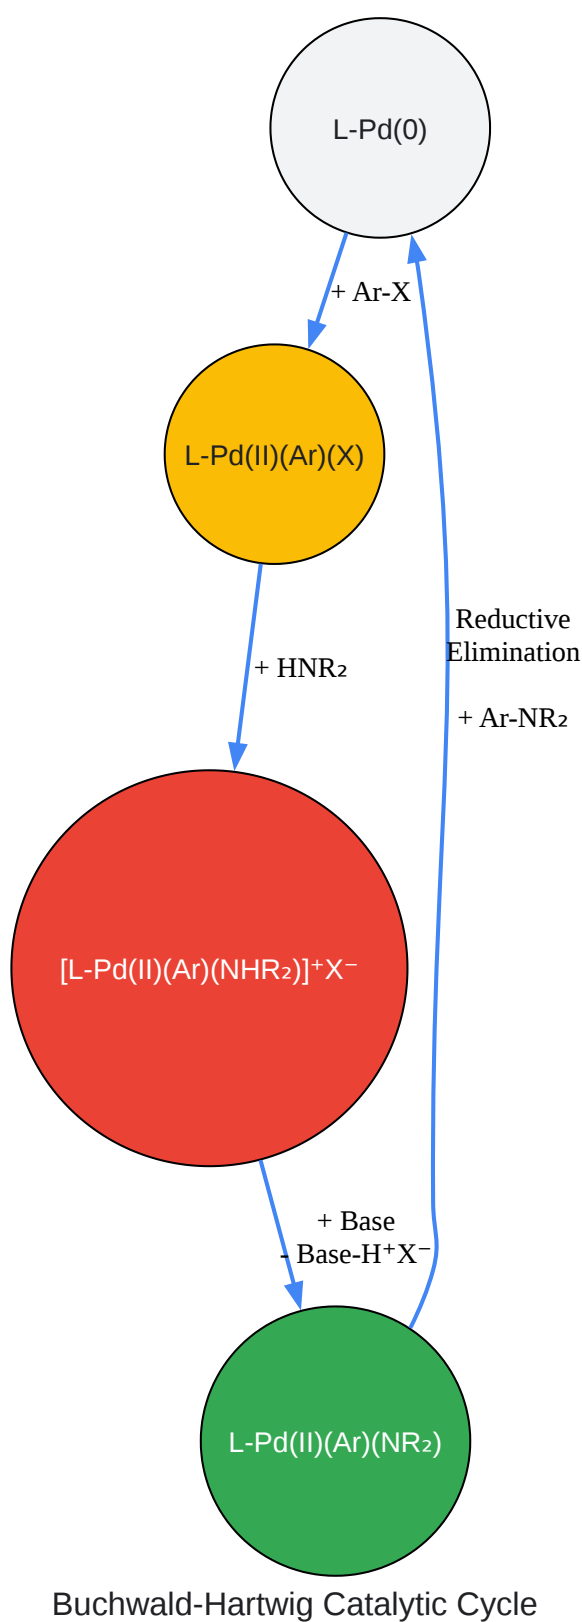 L-Pd(0)
+ Ar-X
L-Pd(II)(Ar)(X)
+ HNR₂
Reductive
Elimination
+ Ar-NR₂
[L-Pd(II)(Ar)(NHR₂)]⁺X⁻
+ Base
- Base-H⁺X⁻
L-Pd(II)(Ar)(NR₂)
Buchwald-Hartwig Catalytic Cycle